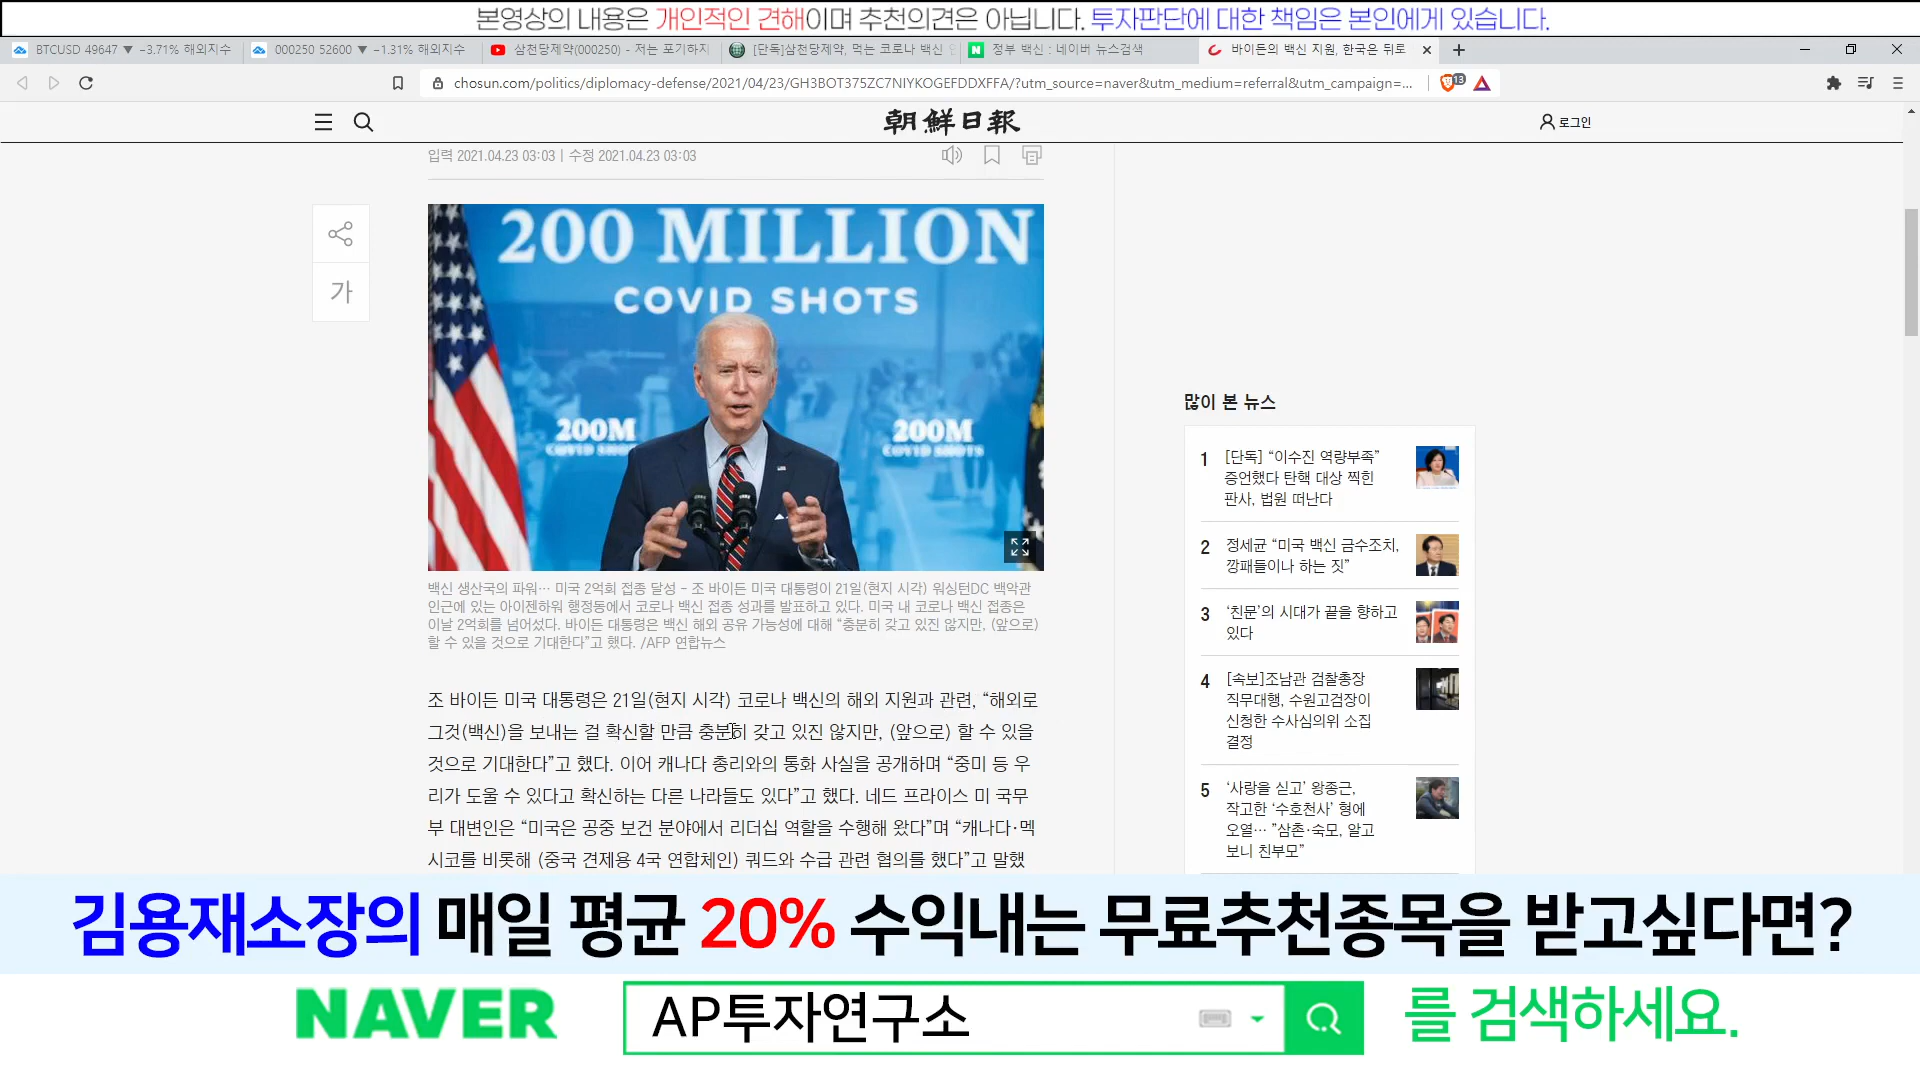 본영상의 내용은 개인적인 견해이며 추천의견은 아닙니다. 투자판단에 대한 책임은 본인에게 있습니다.
BTCUSD 49647 ▼ −3.71% 해외지수
000250 52600 ▼ −1.31% 해외지수
삼천당제약(000250) - 저는 포기하지
[단독]삼천당제약, 먹는 코로나 백신
정부 백신 : 네이버 뉴스검색
바이든의 백신 지원, 한국은 뒤로
chosun.com/politics/diplomacy-defense/2021/04/23/GH3BOT375ZC7NIYKOGEFDDXFFA/?utm_source=naver&utm_medium=referral&utm_campaign=...
13
朝鮮日報
로그인
입력 2021.04.23 03:03 | 수정 2021.04.23 03:03
가
200 MILLION
COVID SHOTS
200M
COVID SHOTS
200M
COVID SHOTS
백신 생산국의 파워… 미국 2억회 접종 달성 – 조 바이든 미국 대통령이 21일(현지 시각) 워싱턴DC 백악관
인근에 있는 아이젠하워 행정동에서 코로나 백신 접종 성과를 발표하고 있다. 미국 내 코로나 백신 접종은
이날 2억회를 넘어섰다. 바이든 대통령은 백신 해외 공유 가능성에 대해 “충분히 갖고 있진 않지만, (앞으로)
할 수 있을 것으로 기대한다”고 했다. /AFP 연합뉴스
조 바이든 미국 대통령은 21일(현지 시각) 코로나 백신의 해외 지원과 관련, “해외로
그것(백신)을 보내는 걸 확신할 만큼 충분히 갖고 있진 않지만, (앞으로) 할 수 있을
것으로 기대한다”고 했다. 이어 캐나다 총리와의 통화 사실을 공개하며 “중미 등 우
리가 도울 수 있다고 확신하는 다른 나라들도 있다”고 했다. 네드 프라이스 미 국무
부 대변인은 “미국은 공중 보건 분야에서 리더십 역할을 수행해 왔다”며 “캐나다·멕
시코를 비롯해 (중국 견제용 4국 연합체인) 쿼드와 수급 관련 협의를 했다”고 말했
많이 본 뉴스
1 [단독] “이수진 역량부족”
증언했다 탄핵 대상 찍힌
판사, 법원 떠난다
2 정세균 “미국 백신 금수조치,
깡패들이나 하는 짓”
3 ‘친문’의 시대가 끝을 향하고
있다
4 [속보]조남관 검찰총장
직무대행, 수원고검장이
신청한 수사심의위 소집
결정
5 ‘사랑을 싣고’ 왕종근,
작고한 ‘수호천사’ 형에
오열… ”삼촌·숙모, 알고
보니 친부모”
김용재소장의 매일 평균 20% 수익내는 무료추천종목을 받고싶다면?
NAVER AP투자연구소 를 검색하세요.